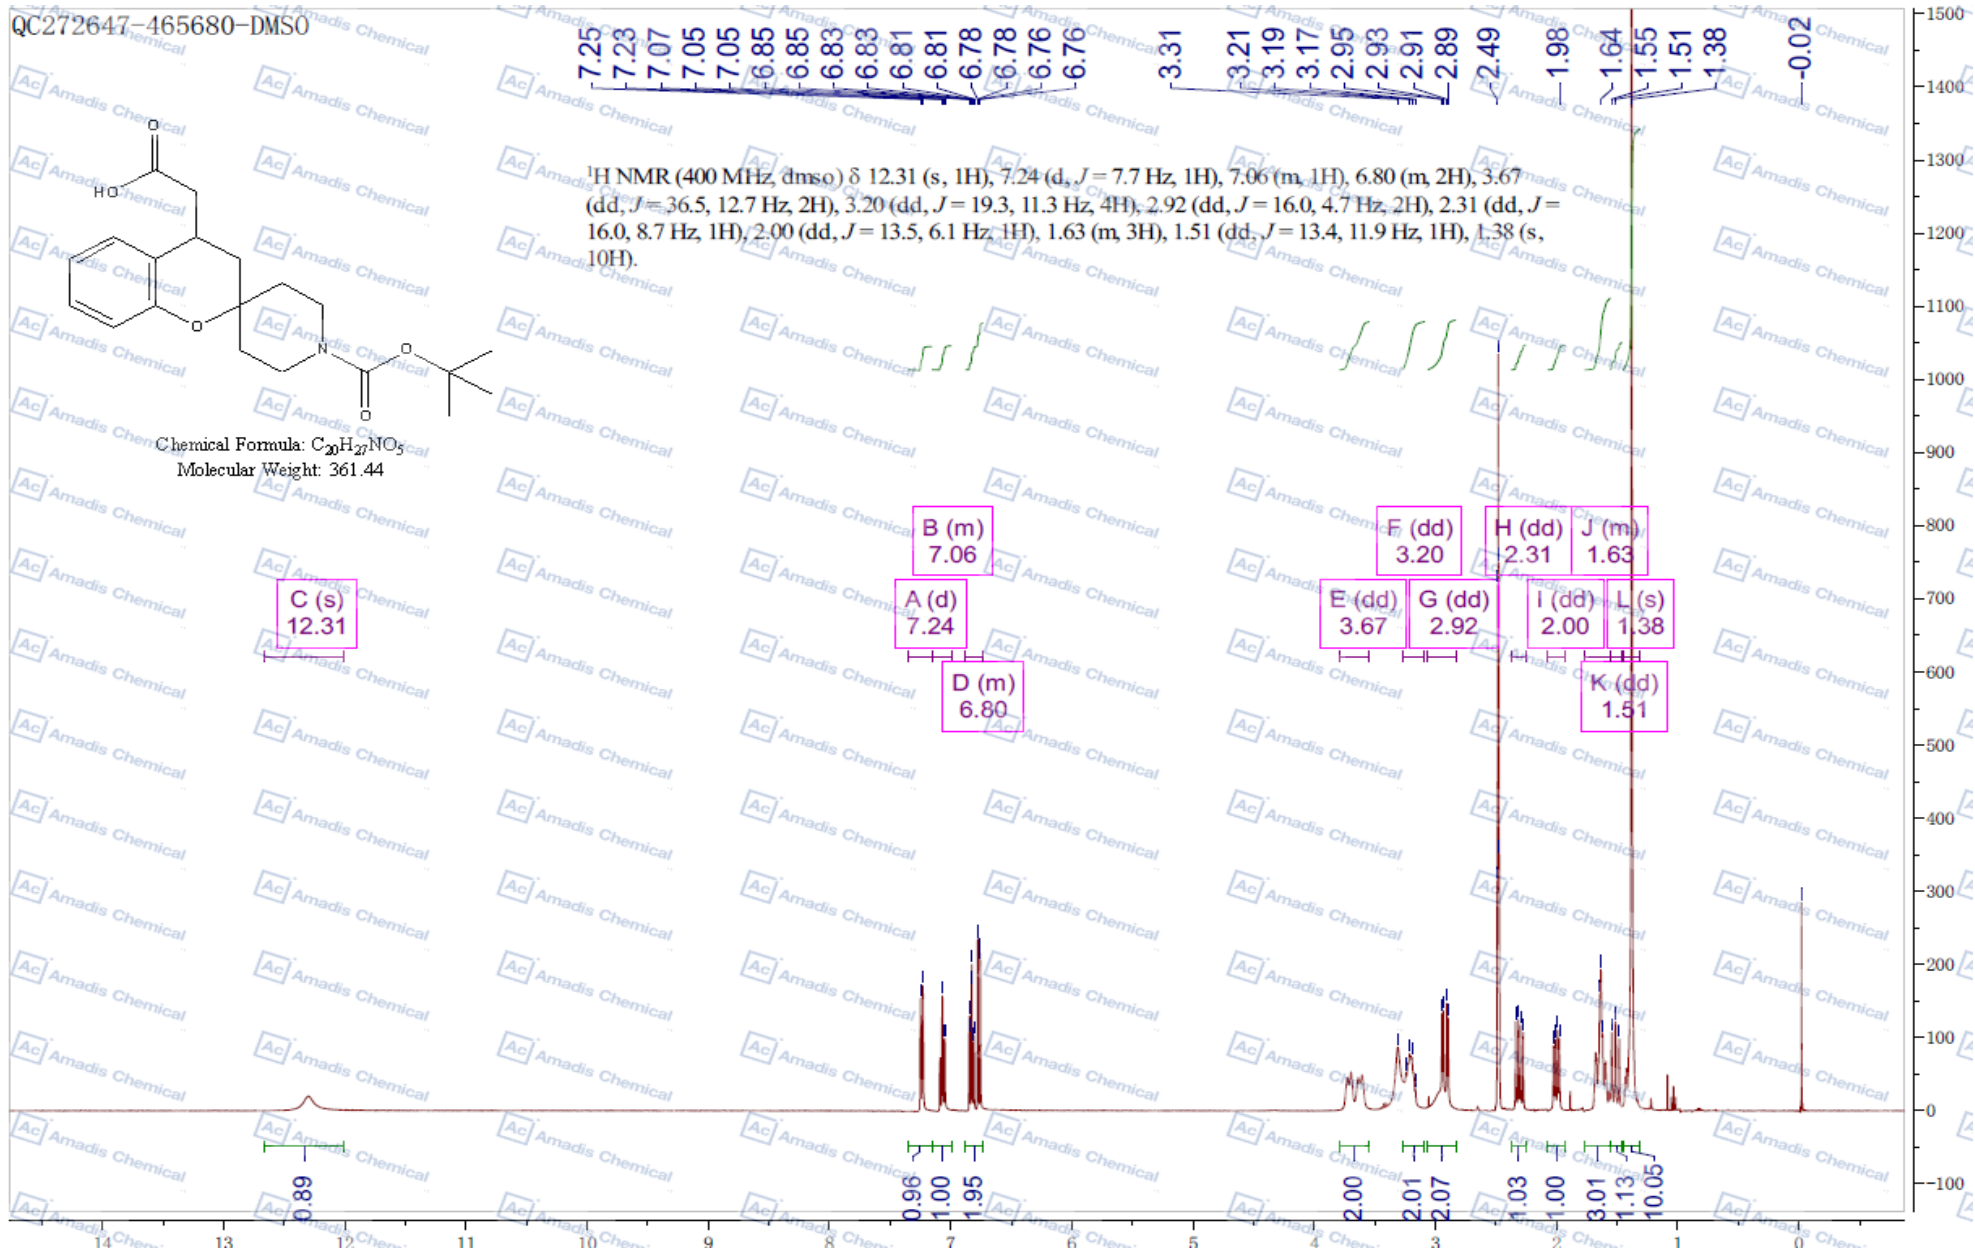 QC272647-465680-DMSO
7.25 7.23 7.07 7.05 7.05 6.85 6.85 6.83 6.83 6.81 6.81 6.78 6.78 6.76 6.76 3.31 3.21 3.19 3.17 2.95 2.93 2.91 2.89 2.49 1.98 1.64 1.55 1.51 1.38 -0.02
¹H NMR (400 MHz, dmso) δ 12.31 (s, 1H), 7.24 (d, J = 7.7 Hz, 1H), 7.06 (m, 1H), 6.80 (m, 2H), 3.67
(dd, J = 36.5, 12.7 Hz, 2H), 3.20 (dd, J = 19.3, 11.3 Hz, 4H), 2.92 (dd, J = 16.0, 4.7 Hz, 2H), 2.31 (dd, J =
16.0, 8.7 Hz, 1H), 2.00 (dd, J = 13.5, 6.1 Hz, 1H), 1.63 (m, 3H), 1.51 (dd, J = 13.4, 11.9 Hz, 1H), 1.38 (s,
10H).
O
HO
O
N
O
O
Chemical Formula: C₂₀H₂₇NO₅
Molecular Weight: 361.44
B (m)
7.06
F (dd)
3.20
H (dd)
2.31
J (m)
1.63
C (s)
12.31
A (d)
7.24
E (dd)
3.67
G (dd)
2.92
I (dd)
2.00
L (s)
1.38
D (m)
6.80
K (dd)
1.51
1500
1400
1300
1200
1100
1000
900
800
700
600
500
400
300
200
100
0
-100
0.89 0.96 1.00 1.95 2.00 2.01 2.07 1.03 1.00 3.01 1.13 10.05
14 13 12 11 10 9 8 7 6 5 4 3 2 1 0
Ac Amadis Chemical